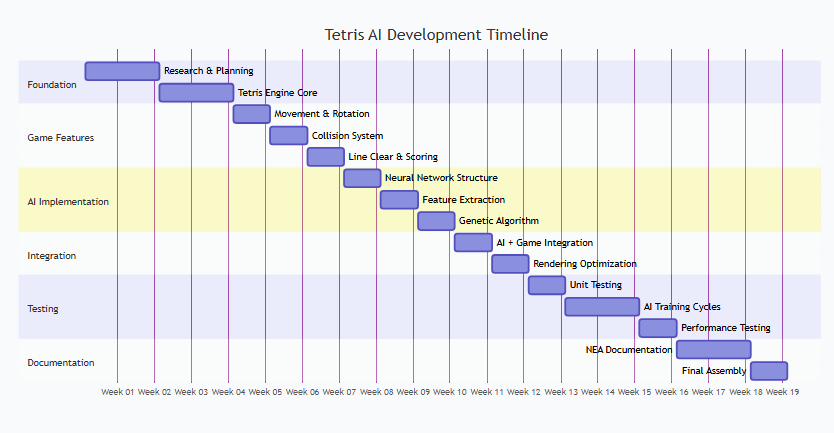 Tetris AI Development Timeline
Foundation
Research & Planning
Tetris Engine Core
Game Features
Movement & Rotation
Collision System
Line Clear & Scoring
AI Implementation
Neural Network Structure
Feature Extraction
Genetic Algorithm
Integration
AI + Game Integration
Rendering Optimization
Testing
Unit Testing
AI Training Cycles
Performance Testing
Documentation
NEA Documentation
Final Assembly
Week 01 Week 02 Week 03 Week 04 Week 05 Week 06 Week 07 Week 08 Week 09 Week 10 Week 11 Week 12 Week 13 Week 14 Week 15 Week 16 Week 17 Week 18 Week 19